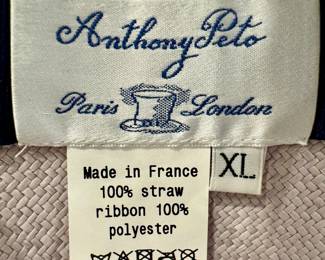 Anthony Peto
Paris London
XL
Made in France
100% straw
ribbon 100%
polyester